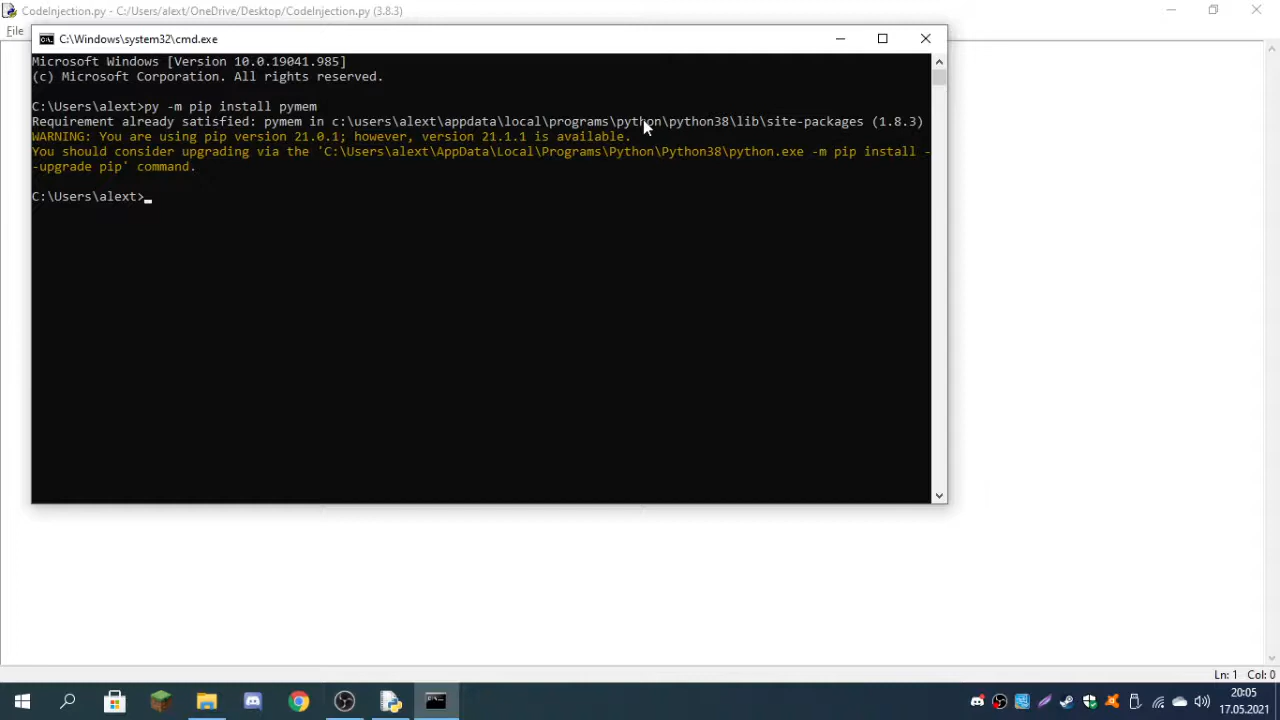 CodeInjection.py - C:/Users/alext/OneDrive/Desktop/CodeInjection.py (3.8.3)
File
C:\Windows\system32\cmd.exe
Microsoft Windows [Version 10.0.19041.985]
(c) Microsoft Corporation. All rights reserved.
C:\Users\alext>py -m pip install pymem
Requirement already satisfied: pymem in c:\users\alext\appdata\local\programs\python\python38\lib\site-packages (1.8.3)
WARNING: You are using pip version 21.0.1; however, version 21.1.1 is available.
You should consider upgrading via the 'C:\Users\alext\AppData\Local\Programs\Python\Python38\python.exe -m pip install -
-upgrade pip' command.
C:\Users\alext>
Ln: 1 Col: 0
20:05
17.05.2021